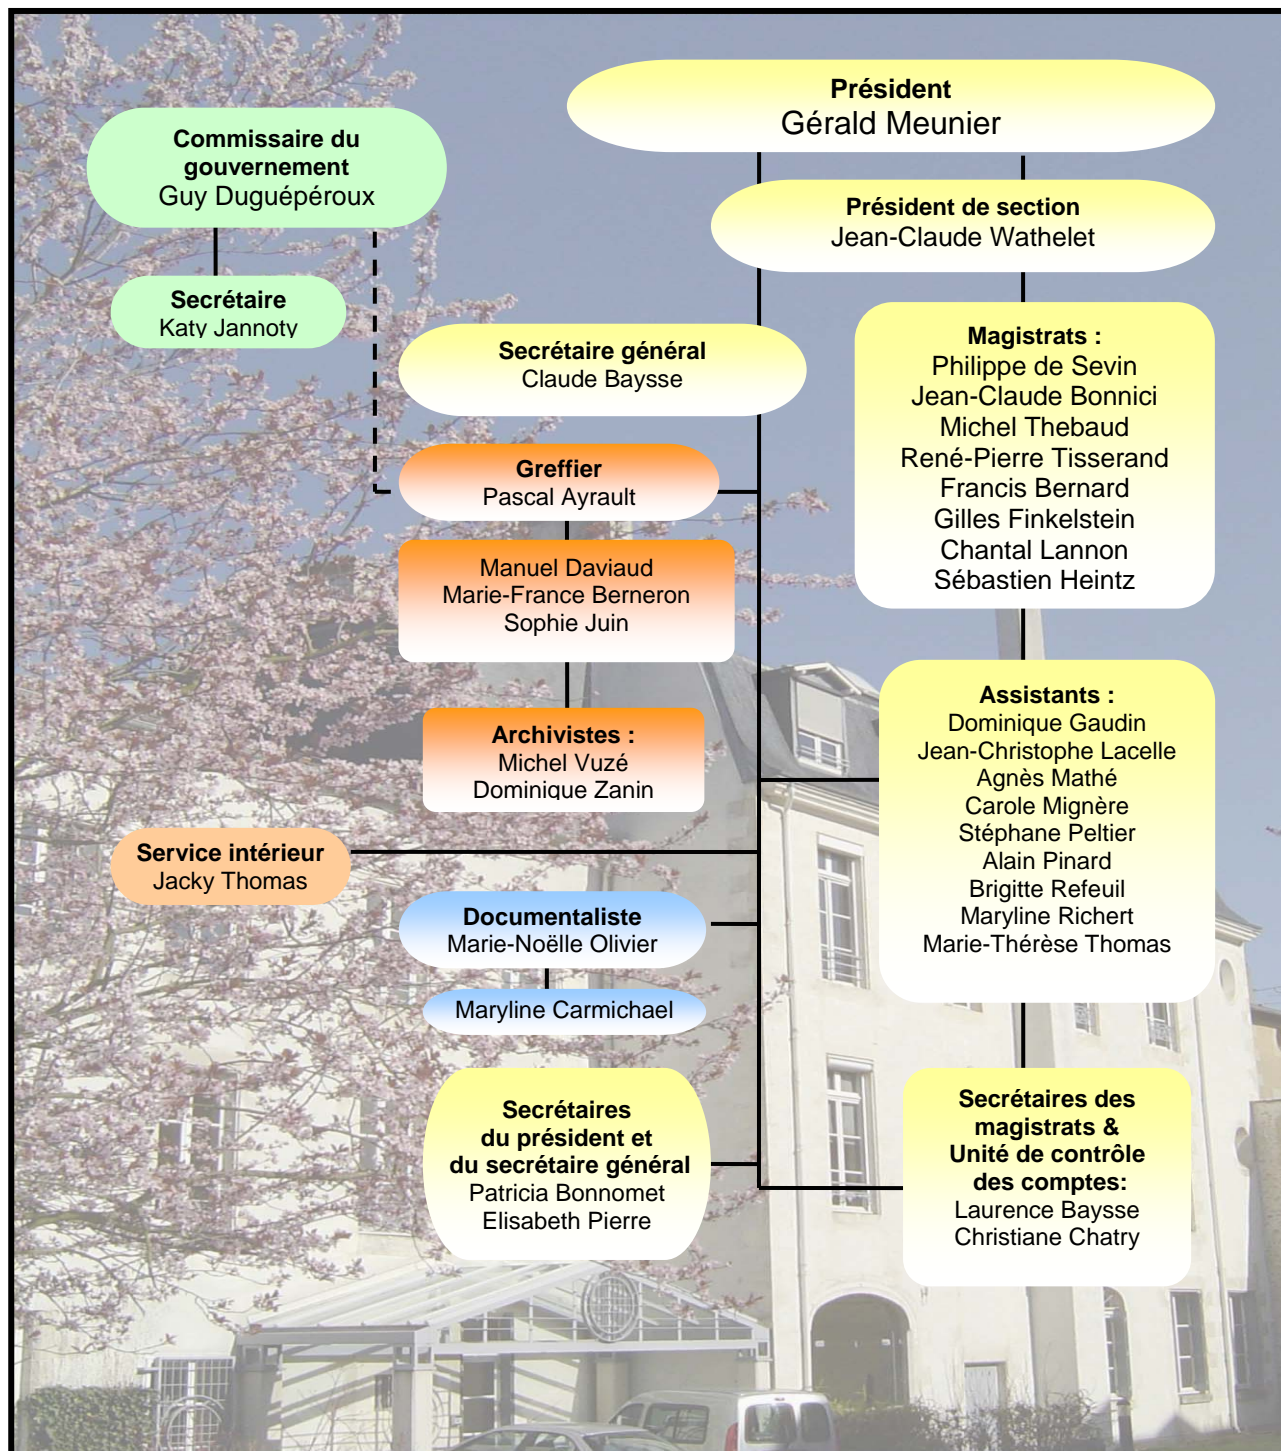 Président
Gérald Meunier
Commissaire du
gouvernement
Guy Duguépéroux
Président de section
Jean-Claude Wathelet
Secrétaire
Katy Jannoty
Secrétaire général
Claude Baysse
Magistrats :
Philippe de Sevin
Jean-Claude Bonnici
Michel Thebaud
René-Pierre Tisserand
Francis Bernard
Gilles Finkelstein
Chantal Lannon
Sébastien Heintz
Greffier
Pascal Ayrault
Manuel Daviaud
Marie-France Berneron
Sophie Juin
Archivistes :
Michel Vuzé
Dominique Zanin
Assistants :
Dominique Gaudin
Jean-Christophe Lacelle
Agnès Mathé
Carole Mignère
Stéphane Peltier
Alain Pinard
Brigitte Refeuil
Maryline Richert
Marie-Thérèse Thomas
Service intérieur
Jacky Thomas
Documentaliste
Marie-Noëlle Olivier
Maryline Carmichael
Secrétaires
du président et
du secrétaire général
Patricia Bonnomet
Elisabeth Pierre
Secrétaires des
magistrats &
Unité de contrôle
des comptes:
Laurence Baysse
Christiane Chatry